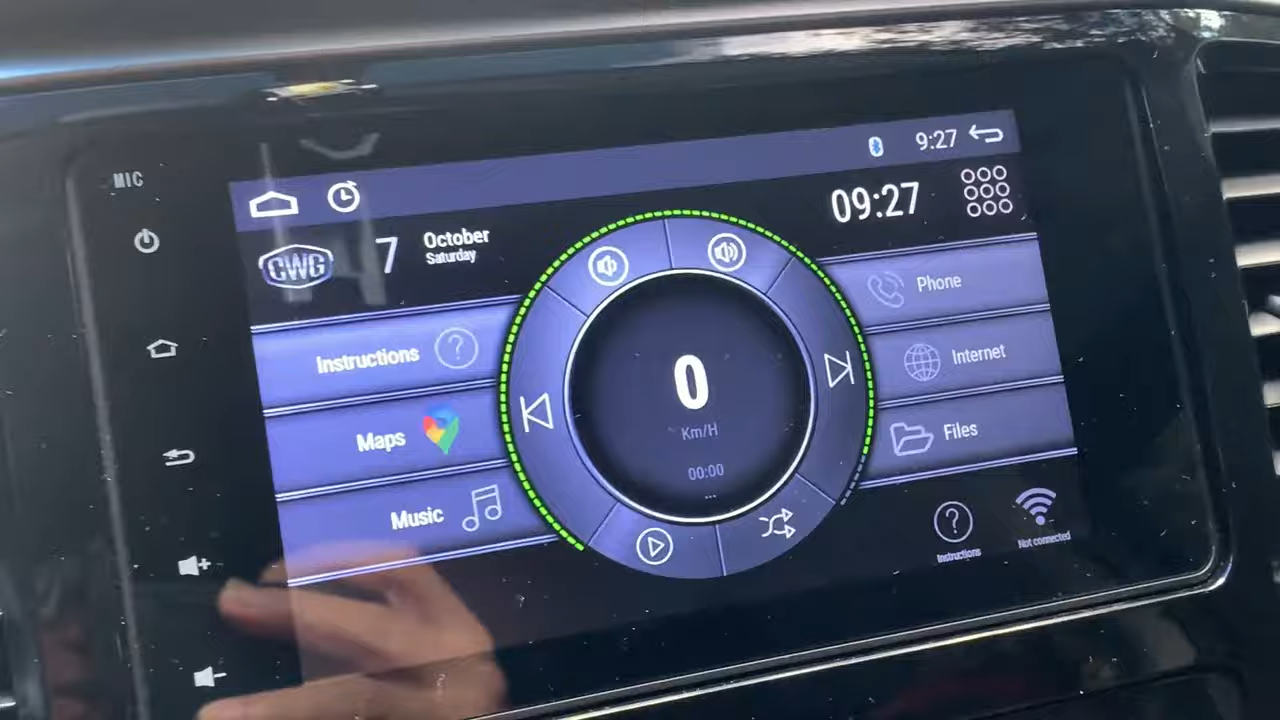 MIC
9:27
CWG
7
October
Saturday
09:27
Instructions
Maps
Music
0
Km/H
00:00
...
Phone
Internet
Files
Instructions
Not connected